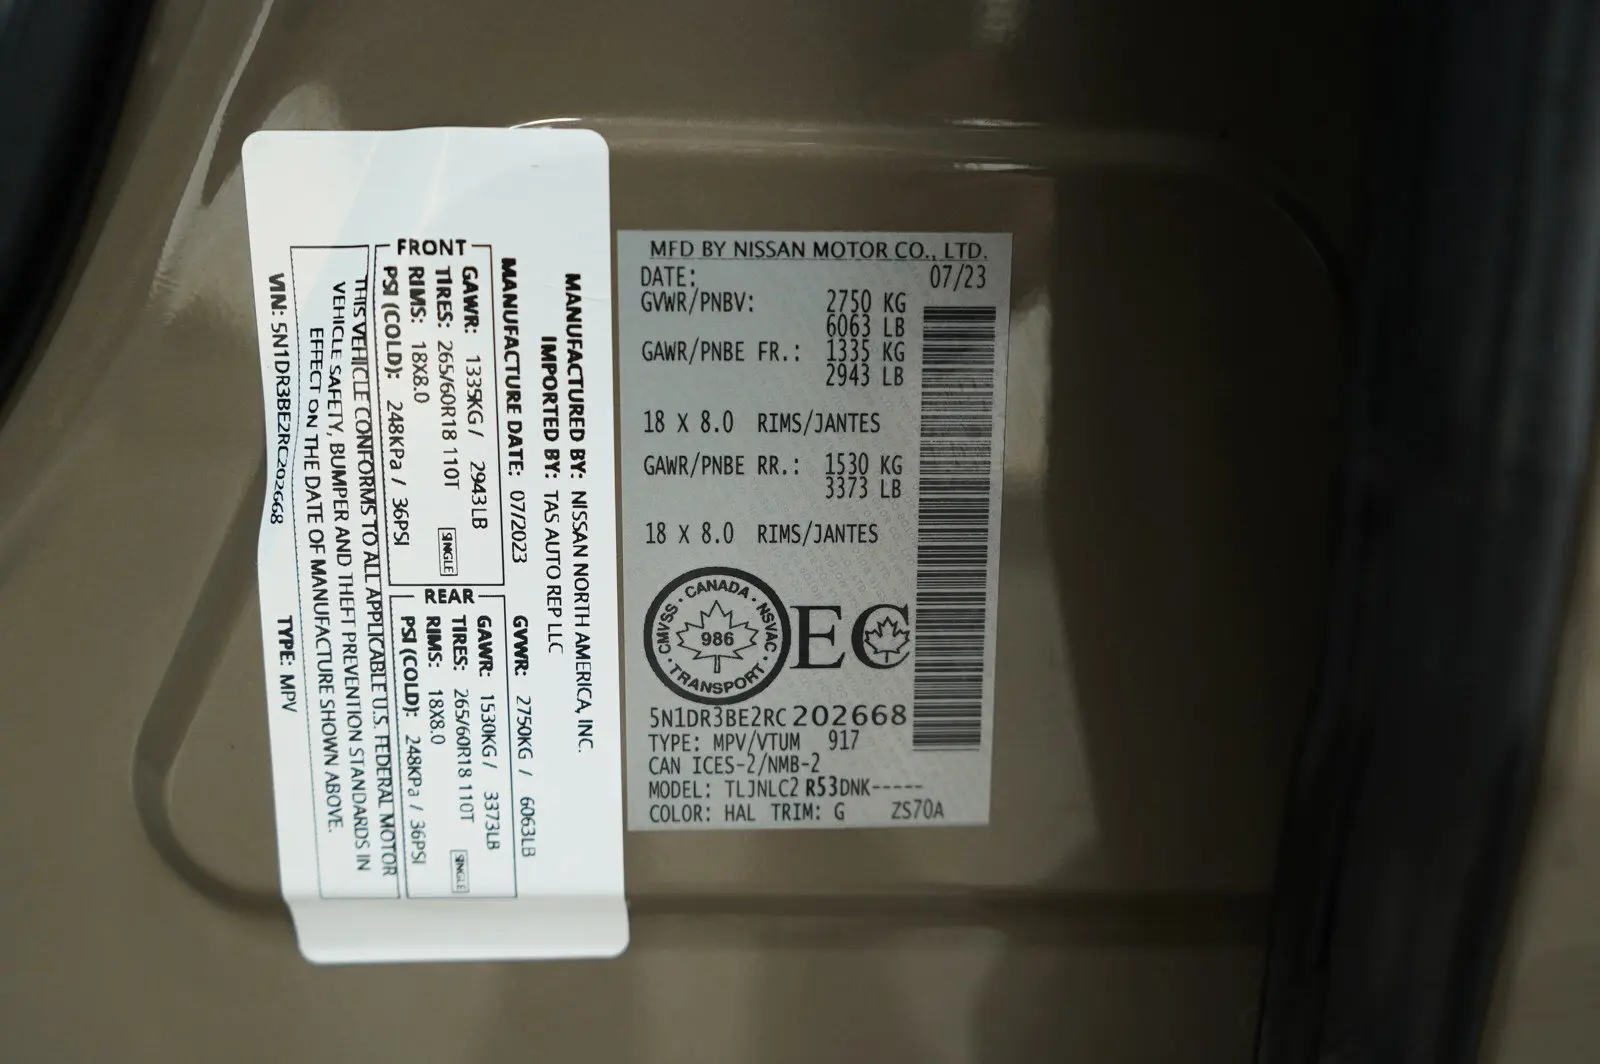 MANUFACTURED BY: NISSAN NORTH AMERICA, INC.
IMPORTED BY: TAS AUTO REP LLC
MANUFACTURE DATE: 07/2023 GVWR: 2750KG / 6063LB
FRONT
GAWR: 1335KG / 2943LB
TIRES: 265/60R18 110T SINGLE
RIMS: 18X8.0
PSI (COLD): 248KPa / 36PSI
REAR
GAWR: 1530KG / 3373LB
TIRES: 265/60R18 110T SINGLE
RIMS: 18X8.0
PSI (COLD): 248KPa / 36PSI
THIS VEHICLE CONFORMS TO ALL APPLICABLE U.S. FEDERAL MOTOR
VEHICLE SAFETY, BUMPER AND THEFT PREVENTION STANDARDS IN
EFFECT ON THE DATE OF MANUFACTURE SHOWN ABOVE.
VIN: 5N1DR3BE2RC202668 TYPE: MPV
MFD BY NISSAN MOTOR CO., LTD.
DATE: 07/23
GVWR/PNBV: 2750 KG
6063 LB
GAWR/PNBE FR.: 1335 KG
2943 LB
18 X 8.0 RIMS/JANTES
GAWR/PNBE RR.: 1530 KG
3373 LB
18 X 8.0 RIMS/JANTES
CANADA · NSVAC · TRANSPORT · CMVSS ·
986
EC
5N1DR3BE2RC202668
TYPE: MPV/VTUM 917
CAN ICES-2/NMB-2
MODEL: TLJNLC2 R53DNK-----
COLOR: HAL TRIM: G ZS70A